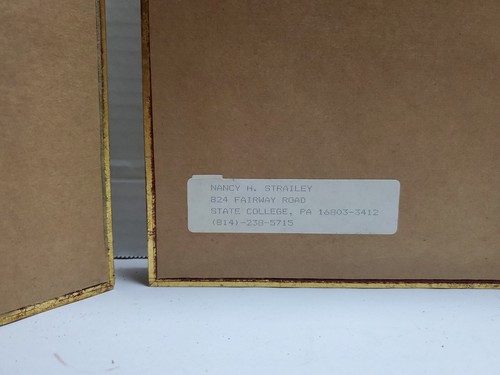 NANCY H. STRAILEY
824 FAIRWAY ROAD
STATE COLLEGE, PA 16803-3412
(814)-238-5715